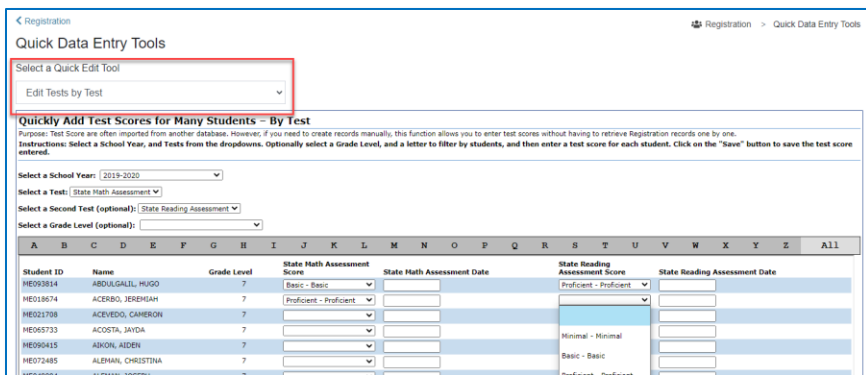 Registration
Registration > Quick Data Entry Tools
Quick Data Entry Tools
Select a Quick Edit Tool
Edit Tests by Test
Quickly Add Test Scores for Many Students – By Test
Purpose: Test Score are often imported from another database. However, if you need to create records manually, this function allows you to enter test scores without having to retrieve Registration records one by one.
Instructions: Select a School Year, and Tests from the dropdowns. Optionally select a Grade Level, and a letter to filter by students, and then enter a test score for each student. Click on the "Save" button to save the test score
entered.
Select a School Year: 2019-2020
Select a Test: State Math Assessment
Select a Second Test (optional): State Reading Assessment
Select a Grade Level (optional):
A B C D E F G H I J K L M N O P Q R S T U V W X Y Z All
Student ID Name Grade Level State Math Assessment Score State Math Assessment Date State Reading Assessment Score State Reading Assessment Date
ME093814 ABDULGALIL, HUGO 7 Basic - Basic Proficient - Proficient
ME018674 ACERBO, JEREMIAH 7 Proficient - Proficient
ME021708 ACEVEDO, CAMERON 7
ME065733 ACOSTA, JAYDA 7
Minimal - Minimal
ME090415 AIKON, AIDEN 7
Basic - Basic
ME072485 ALEMAN, CHRISTINA 7
Proficient - Proficient